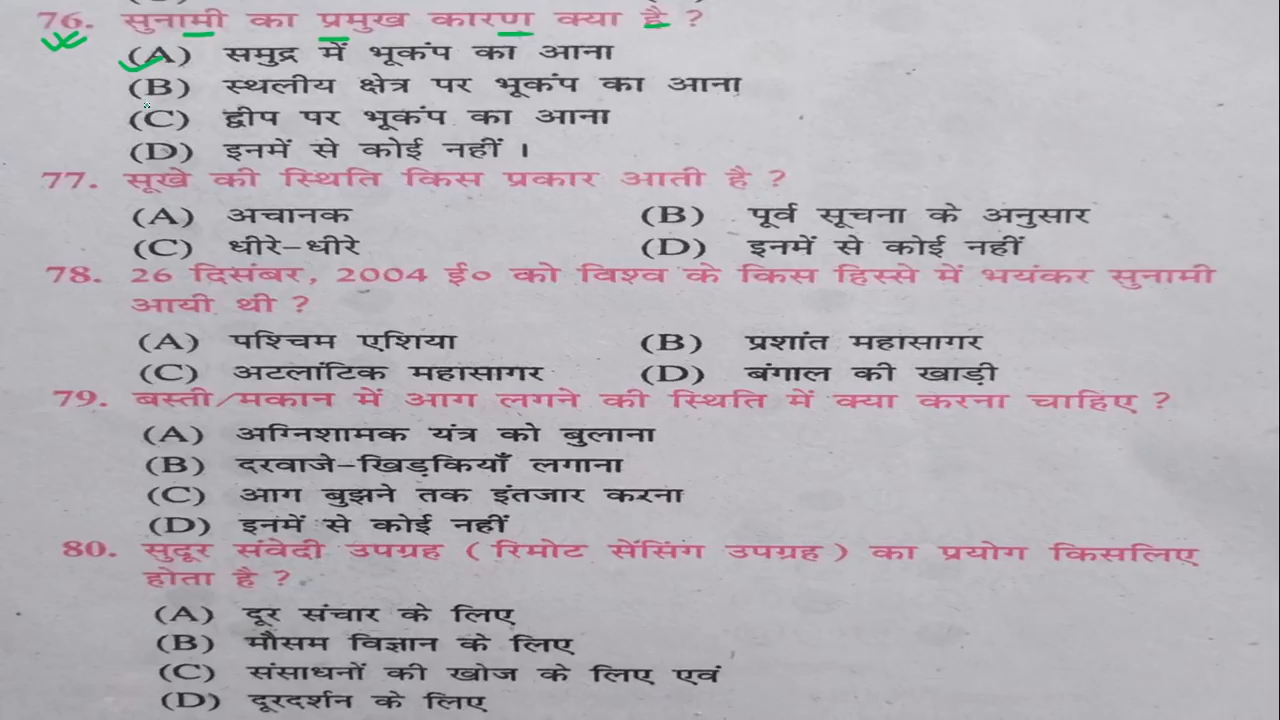 76. सुनामी का प्रमुख कारण क्या है ?
(A) समुद्र में भूकंप का आना
(B) स्थलीय क्षेत्र पर भूकंप का आना
(C) द्वीप पर भूकंप का आना
(D) इनमें से कोई नहीं ।
77. सूखे की स्थिति किस प्रकार आती है ?
(A) अचानक (B) पूर्व सूचना के अनुसार
(C) धीरे-धीरे (D) इनमें से कोई नहीं
78. 26 दिसंबर, 2004 ई० को विश्व के किस हिस्से में भयंकर सुनामी
आयी थी ?
(A) पश्चिम एशिया (B) प्रशांत महासागर
(C) अटलांटिक महासागर (D) बंगाल की खाड़ी
79. बस्ती/मकान में आग लगने की स्थिति में क्या करना चाहिए ?
(A) अग्निशामक यंत्र को बुलाना
(B) दरवाजे-खिड़कियाँ लगाना
(C) आग बुझने तक इंतजार करना
(D) इनमें से कोई नहीं
80. सुदूर संवेदी उपग्रह (रिमोट सेंसिंग उपग्रह) का प्रयोग किसलिए
होता है ?
(A) दूर संचार के लिए
(B) मौसम विज्ञान के लिए
(C) संसाधनों की खोज के लिए एवं
(D) दूरदर्शन के लिए